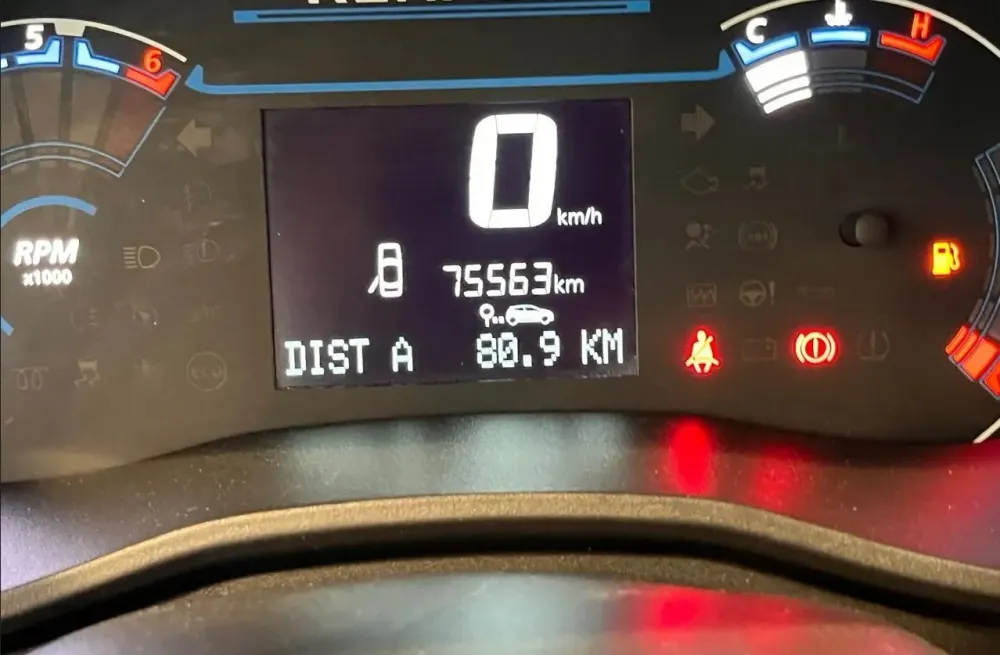 5
6
C
H
0
km/h
RPM
x1000
75563km
DIST A 80.9 KM